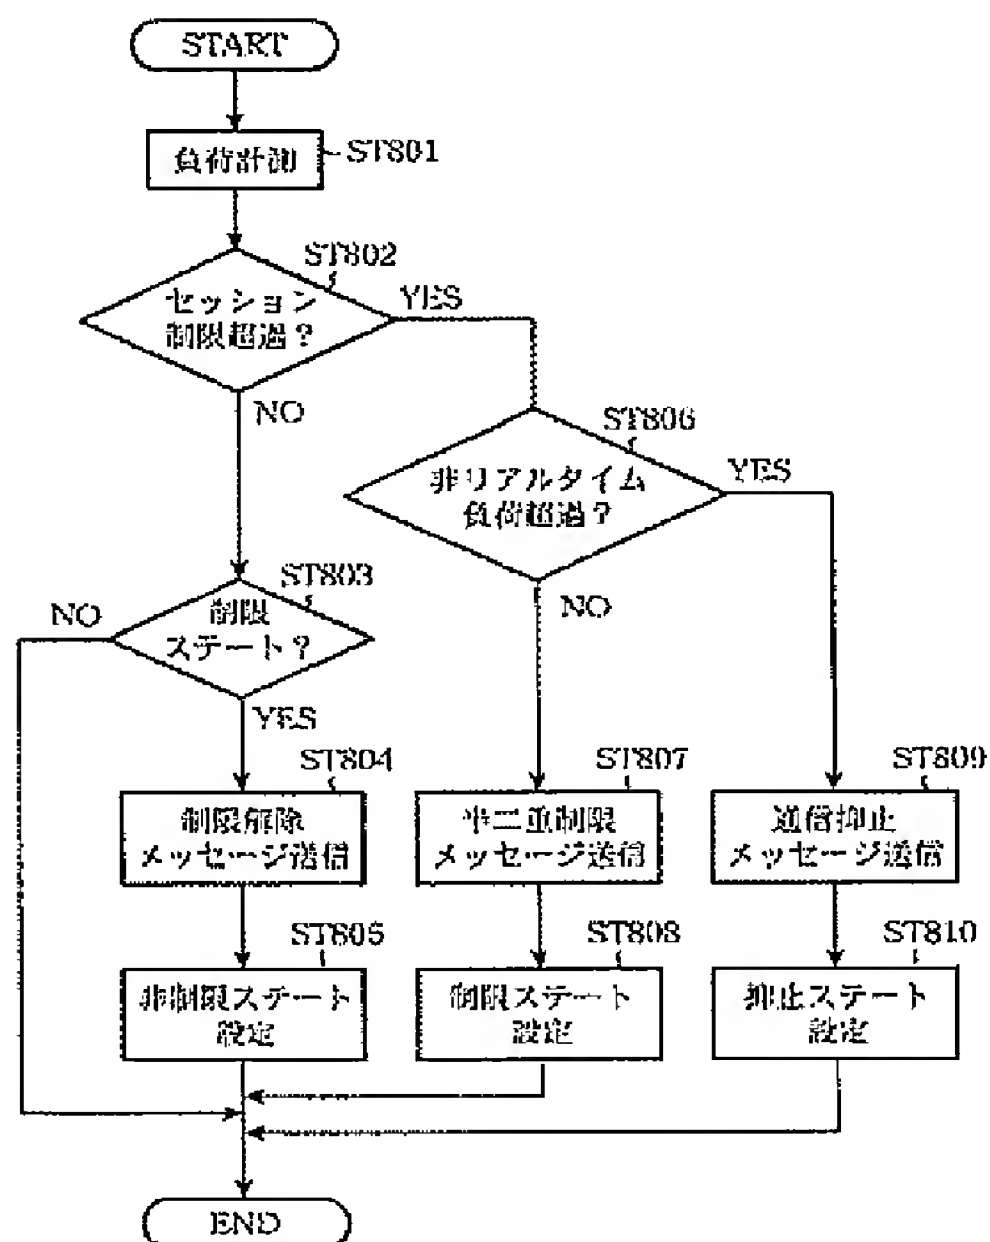 START
負荷計測
ST801
ST802
セッション
制限超過?
YES
NO
ST806
非リアルタイム
負荷超過?
YES
NO
ST803
制限
ステート?
NO
YES
ST804
制限解除
メッセージ送信
ST807
半二重制限
メッセージ送信
ST809
通信抑止
メッセージ送信
ST805
非制限ステート
設定
ST808
制限ステート
設定
ST810
抑止ステート
設定
END